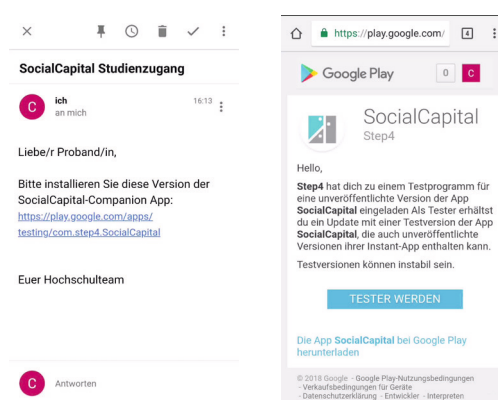 SocialCapital Studienzugang
C
ich
16:13
an mich
Liebe/r Proband/in,
Bitte installieren Sie diese Version der
SocialCapital-Companion App:
https://play.google.com/apps/
testing/com.step4.SocialCapital
Euer Hochschulteam
C
Antworten
https://play.google.com/
4
Google Play
0
C
SocialCapital
Step4
Hello,
Step4 hat dich zu einem Testprogramm für
eine unveröffentlichte Version der App
SocialCapital eingeladen Als Tester erhältst
du ein Update mit einer Testversion der App
SocialCapital, die auch unveröffentlichte
Versionen ihrer Instant-App enthalten kann.
Testversionen können instabil sein.
TESTER WERDEN
Die App SocialCapital bei Google Play
herunterladen
© 2018 Google - Google Play-Nutzungsbedingungen
- Verkaufsbedingungen für Geräte
- Datenschutzerklärung - Entwickler - Interpreten